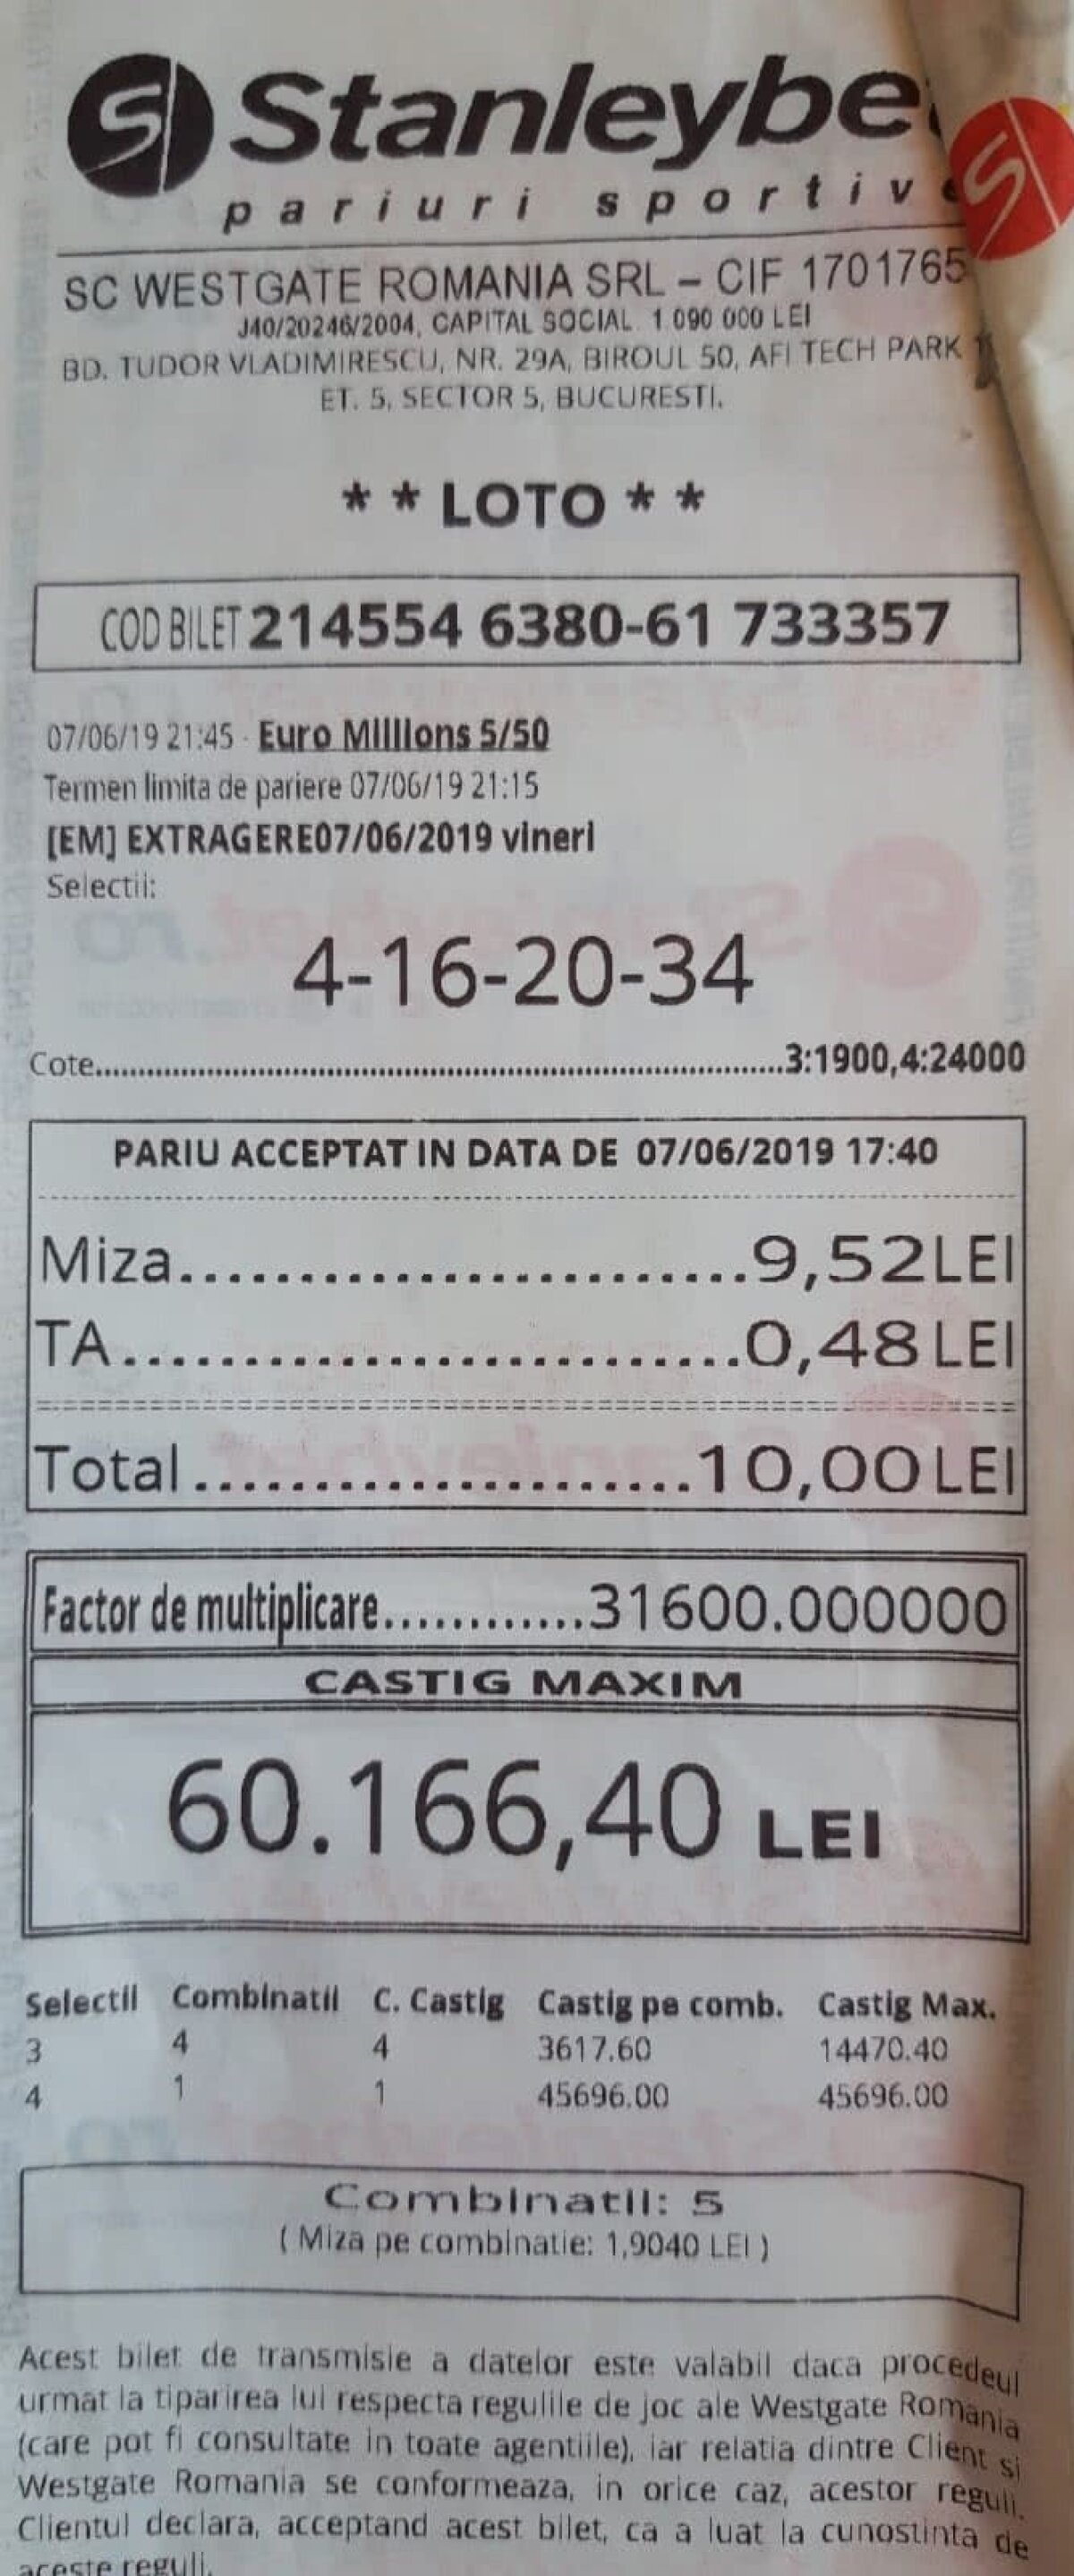 Stanleybe
pariuri sportive
SC WESTGATE ROMANIA SRL – CIF 1701765
J40/20246/2004, CAPITAL SOCIAL 1 090 000 LEI
BD. TUDOR VLADIMIRESCU, NR. 29A, BIROUL 50, AFI TECH PARK 1
ET. 5, SECTOR 5, BUCURESTI.
* * LOTO * *
COD BILET 214554 6380-61 733357
07/06/19 21:45 - Euro Millions 5/50
Termen limita de pariere 07/06/19 21:15
[EM] EXTRAGERE07/06/2019 vineri
Selectii:
4-16-20-34
Cote................................................................................3:1900,4:24000
PARIU ACCEPTAT IN DATA DE 07/06/2019 17:40
Miza........................9,52LEI
TA..........................0,48LEI
Total.....................10,00LEI
Factor de multiplicare............31600.000000
CASTIG MAXIM
60.166,40 LEI
Selectii Combinatii C. Castig Castig pe comb. Castig Max.
3 4 4 3617.60 14470.40
4 1 1 45696.00 45696.00
Combinatii: 5
( Miza pe combinatie: 1,9040 LEI )
Acest bilet de transmisie a datelor este valabil daca procedeul
urmat la tiparirea lui respecta regulile de joc ale Westgate Romania
(care pot fi consultate in toate agentiile), iar relatia dintre Client si
Westgate Romania se conformeaza, in orice caz, acestor reguli.
Clientul declara, acceptand acest bilet, ca a luat la cunostinta de
aceste reguli.